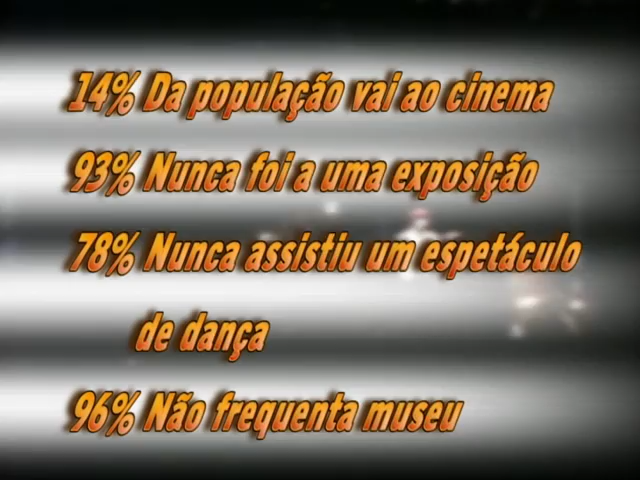 14% Da população vai ao cinema
93% Nunca foi a uma exposição
78% Nunca assistiu um espetáculo
de dança
96% Não frequenta museu